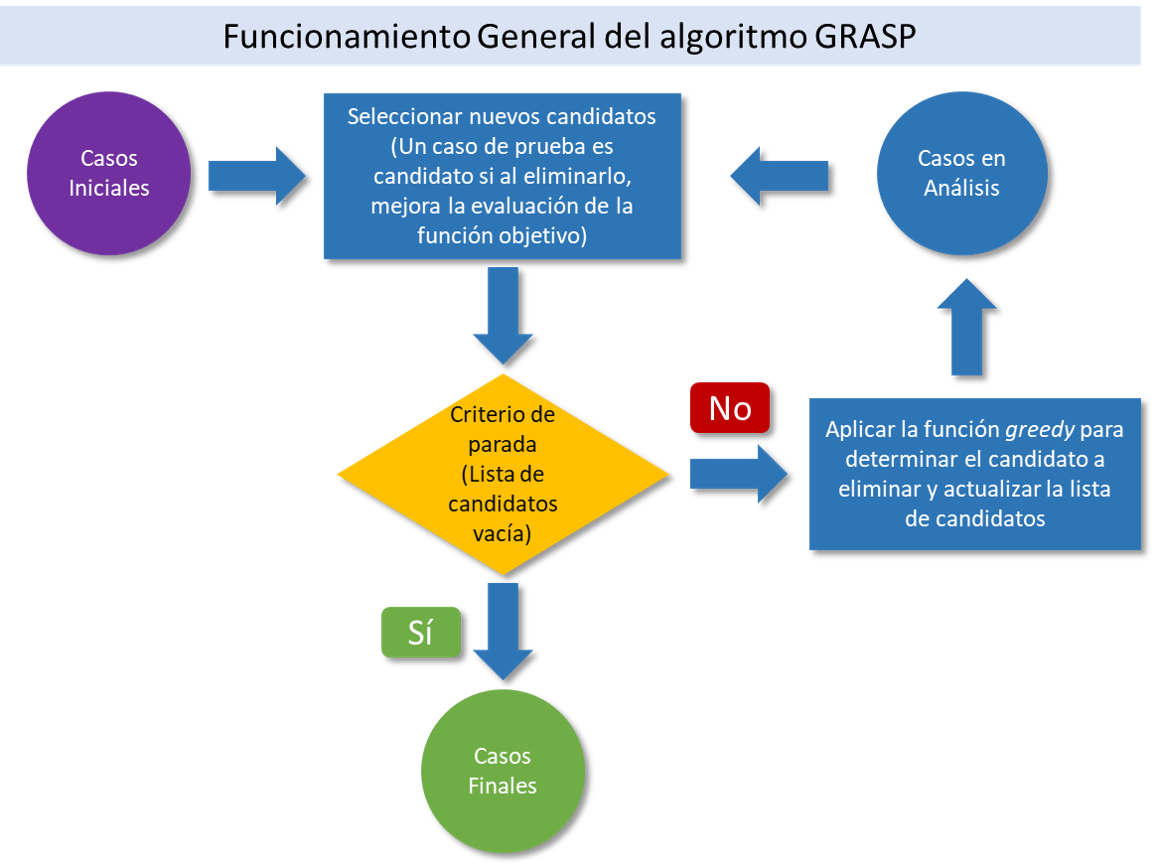 Funcionamiento General del algoritmo GRASP
Casos
Iniciales
Seleccionar nuevos candidatos
(Un caso de prueba es
candidato si al eliminarlo,
mejora la evaluación de la
función objetivo)
Casos en
Análisis
Criterio de
parada
(Lista de
candidatos
vacía)
No
Aplicar la función greedy para
determinar el candidato a
eliminar y actualizar la lista
de candidatos
Sí
Casos
Finales